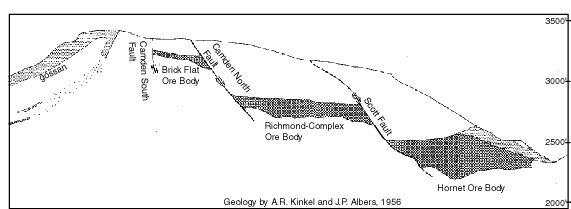 3500'
gossan
Camden South
Fault
Brick Flat
Ore Body
Camden North
Fault
3000'
Scott Fault
Richmond-Complex
Ore Body
2500'
Hornet Ore Body
Geology by A.R. Kinkel and J.P. Albers, 1956
2000'